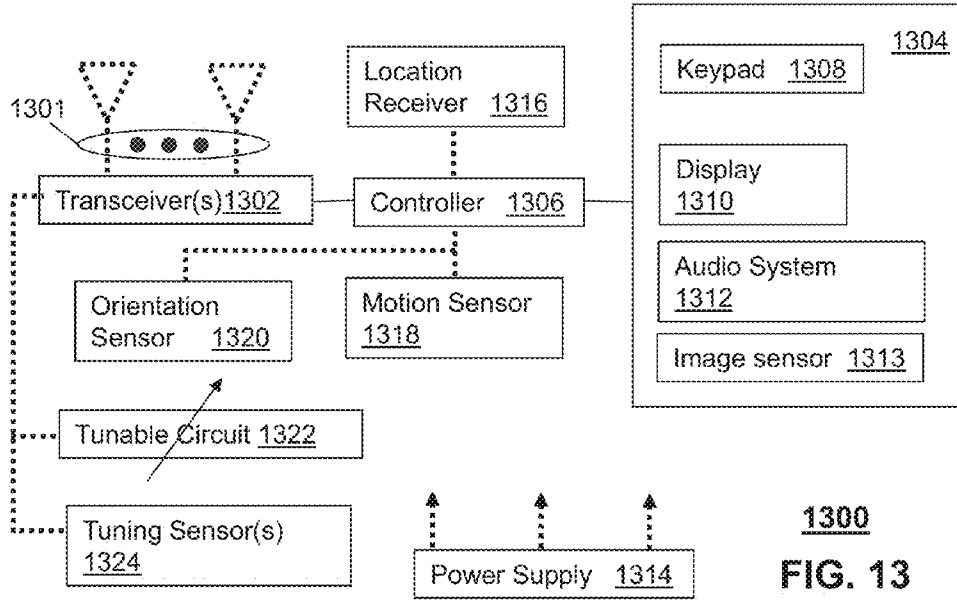 1301
Transceiver(s)1302
Location
Receiver 1316
Controller 1306
1304
Keypad 1308
Display
1310
Audio System
1312
Image sensor 1313
Orientation
Sensor 1320
Motion Sensor
1318
Tunable Circuit 1322
Tuning Sensor(s)
1324
Power Supply 1314
1300
FIG. 13